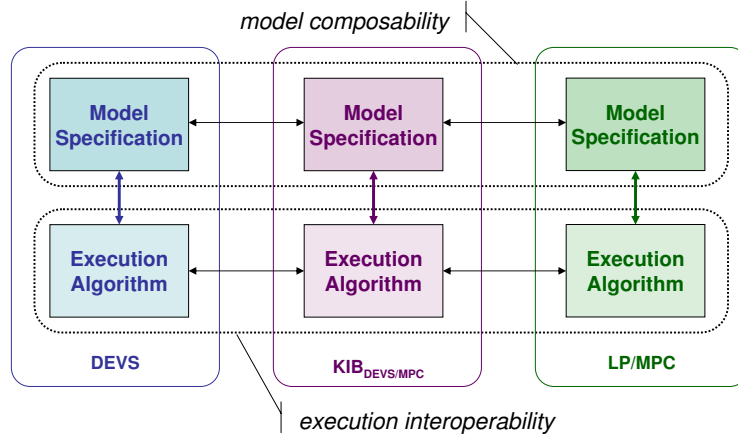 model composability
Model
Specification
Model
Specification
Model
Specification
Execution
Algorithm
Execution
Algorithm
Execution
Algorithm
DEVS
KIB_DEVS/MPC
LP/MPC
execution interoperability